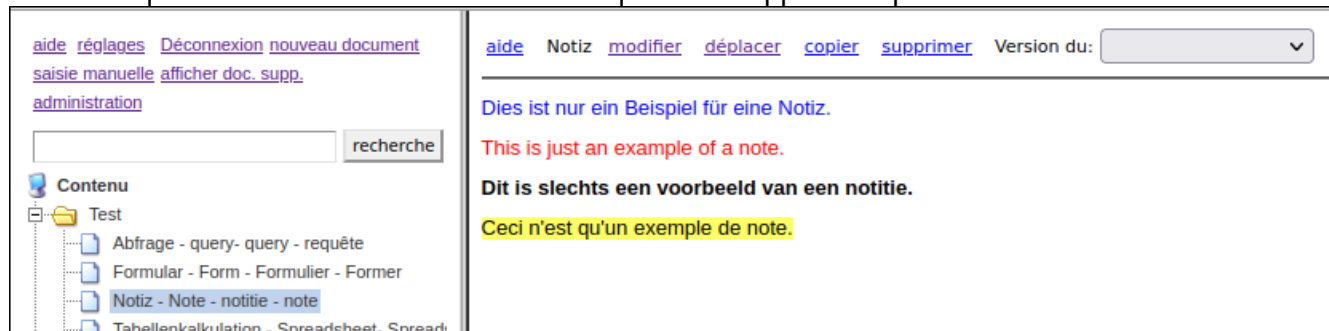 aide réglages Déconnexion nouveau document
saisie manuelle afficher doc. supp.
administration
recherche
Contenu
Test
Abfrage - query- query - requête
Formular - Form - Formulier - Former
Notiz - Note - notitie - note
Tabellenkalkulation - Spreadsheet- Spreads
aide Notiz modifier déplacer copier supprimer Version du:
Dies ist nur ein Beispiel für eine Notiz.
This is just an example of a note.
Dit is slechts een voorbeeld van een notitie.
Ceci n'est qu'un exemple de note.